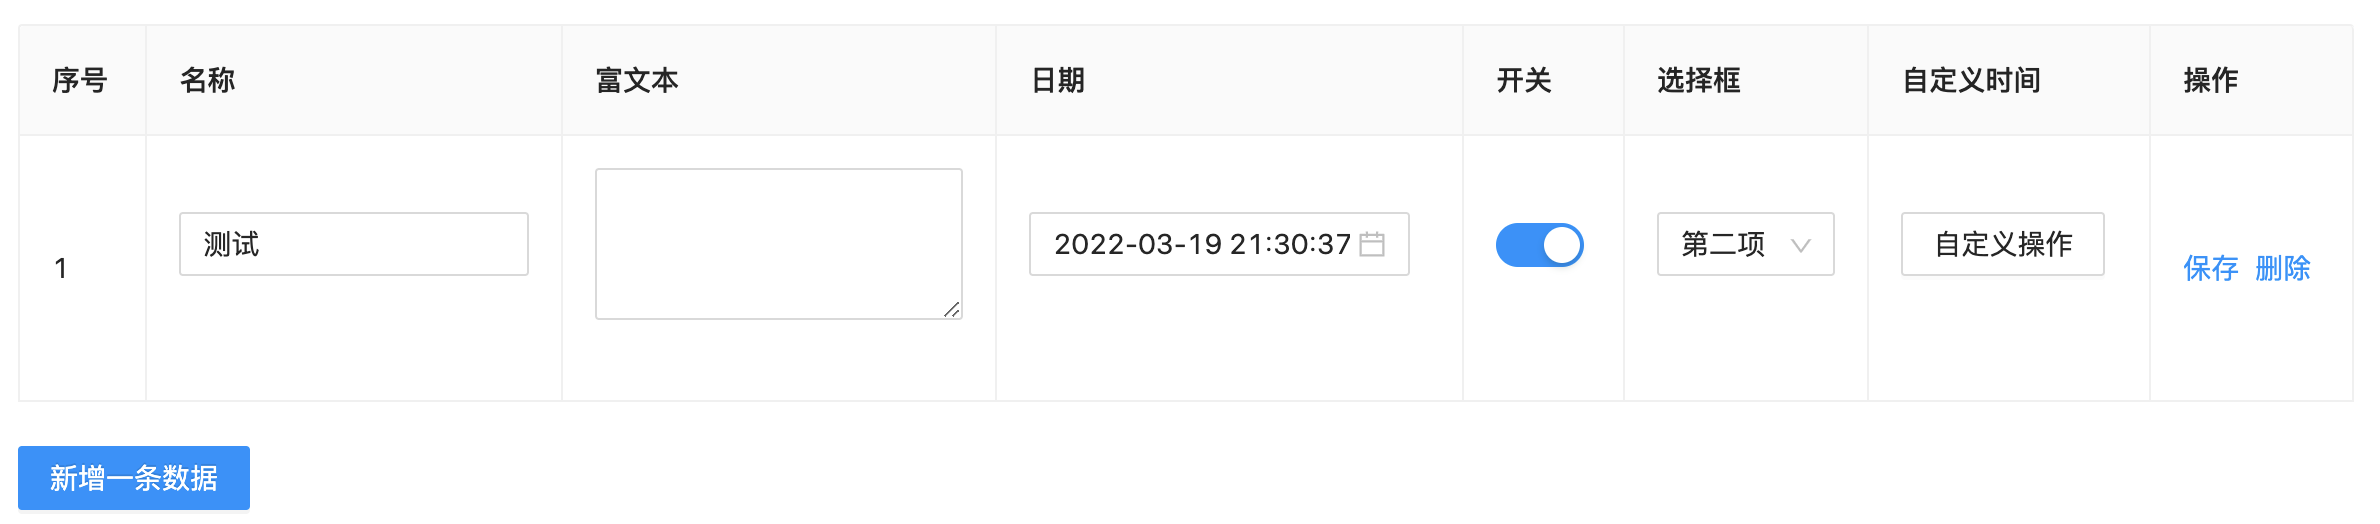 序号 名称 富文本 日期 开关 选择框 自定义时间 操作
1 测试 2022-03-19 21:30:37 第二项 自定义操作 保存 删除
新增一条数据